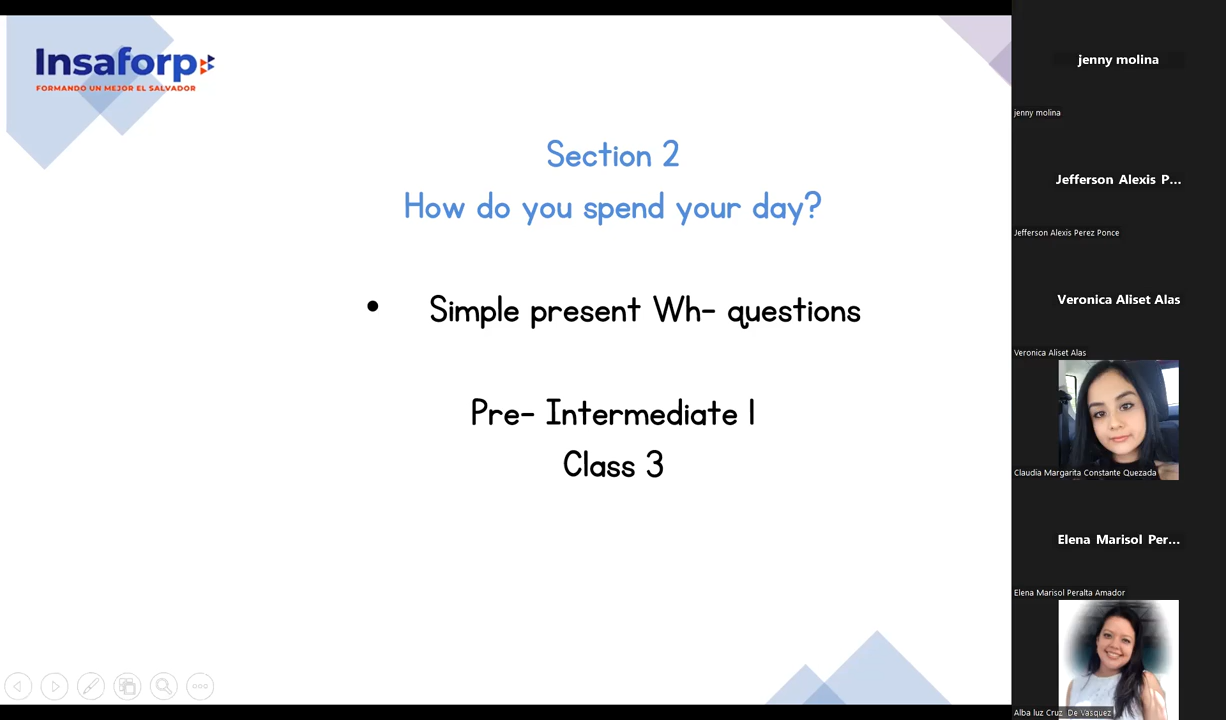 Insaforp
FORMANDO UN MEJOR EL SALVADOR
Section 2
How do you spend your day?
• Simple present Wh- questions
Pre- Intermediate 1
Class 3
jenny molina
jenny molina
Jefferson Alexis P...
Jefferson Alexis Perez Ponce
Veronica Aliset Alas
Veronica Aliset Alas
Claudia Margarita Constante Quezada
Elena Marisol Per...
Elena Marisol Peralta Amador
Alba luz Cruz De Vasquez